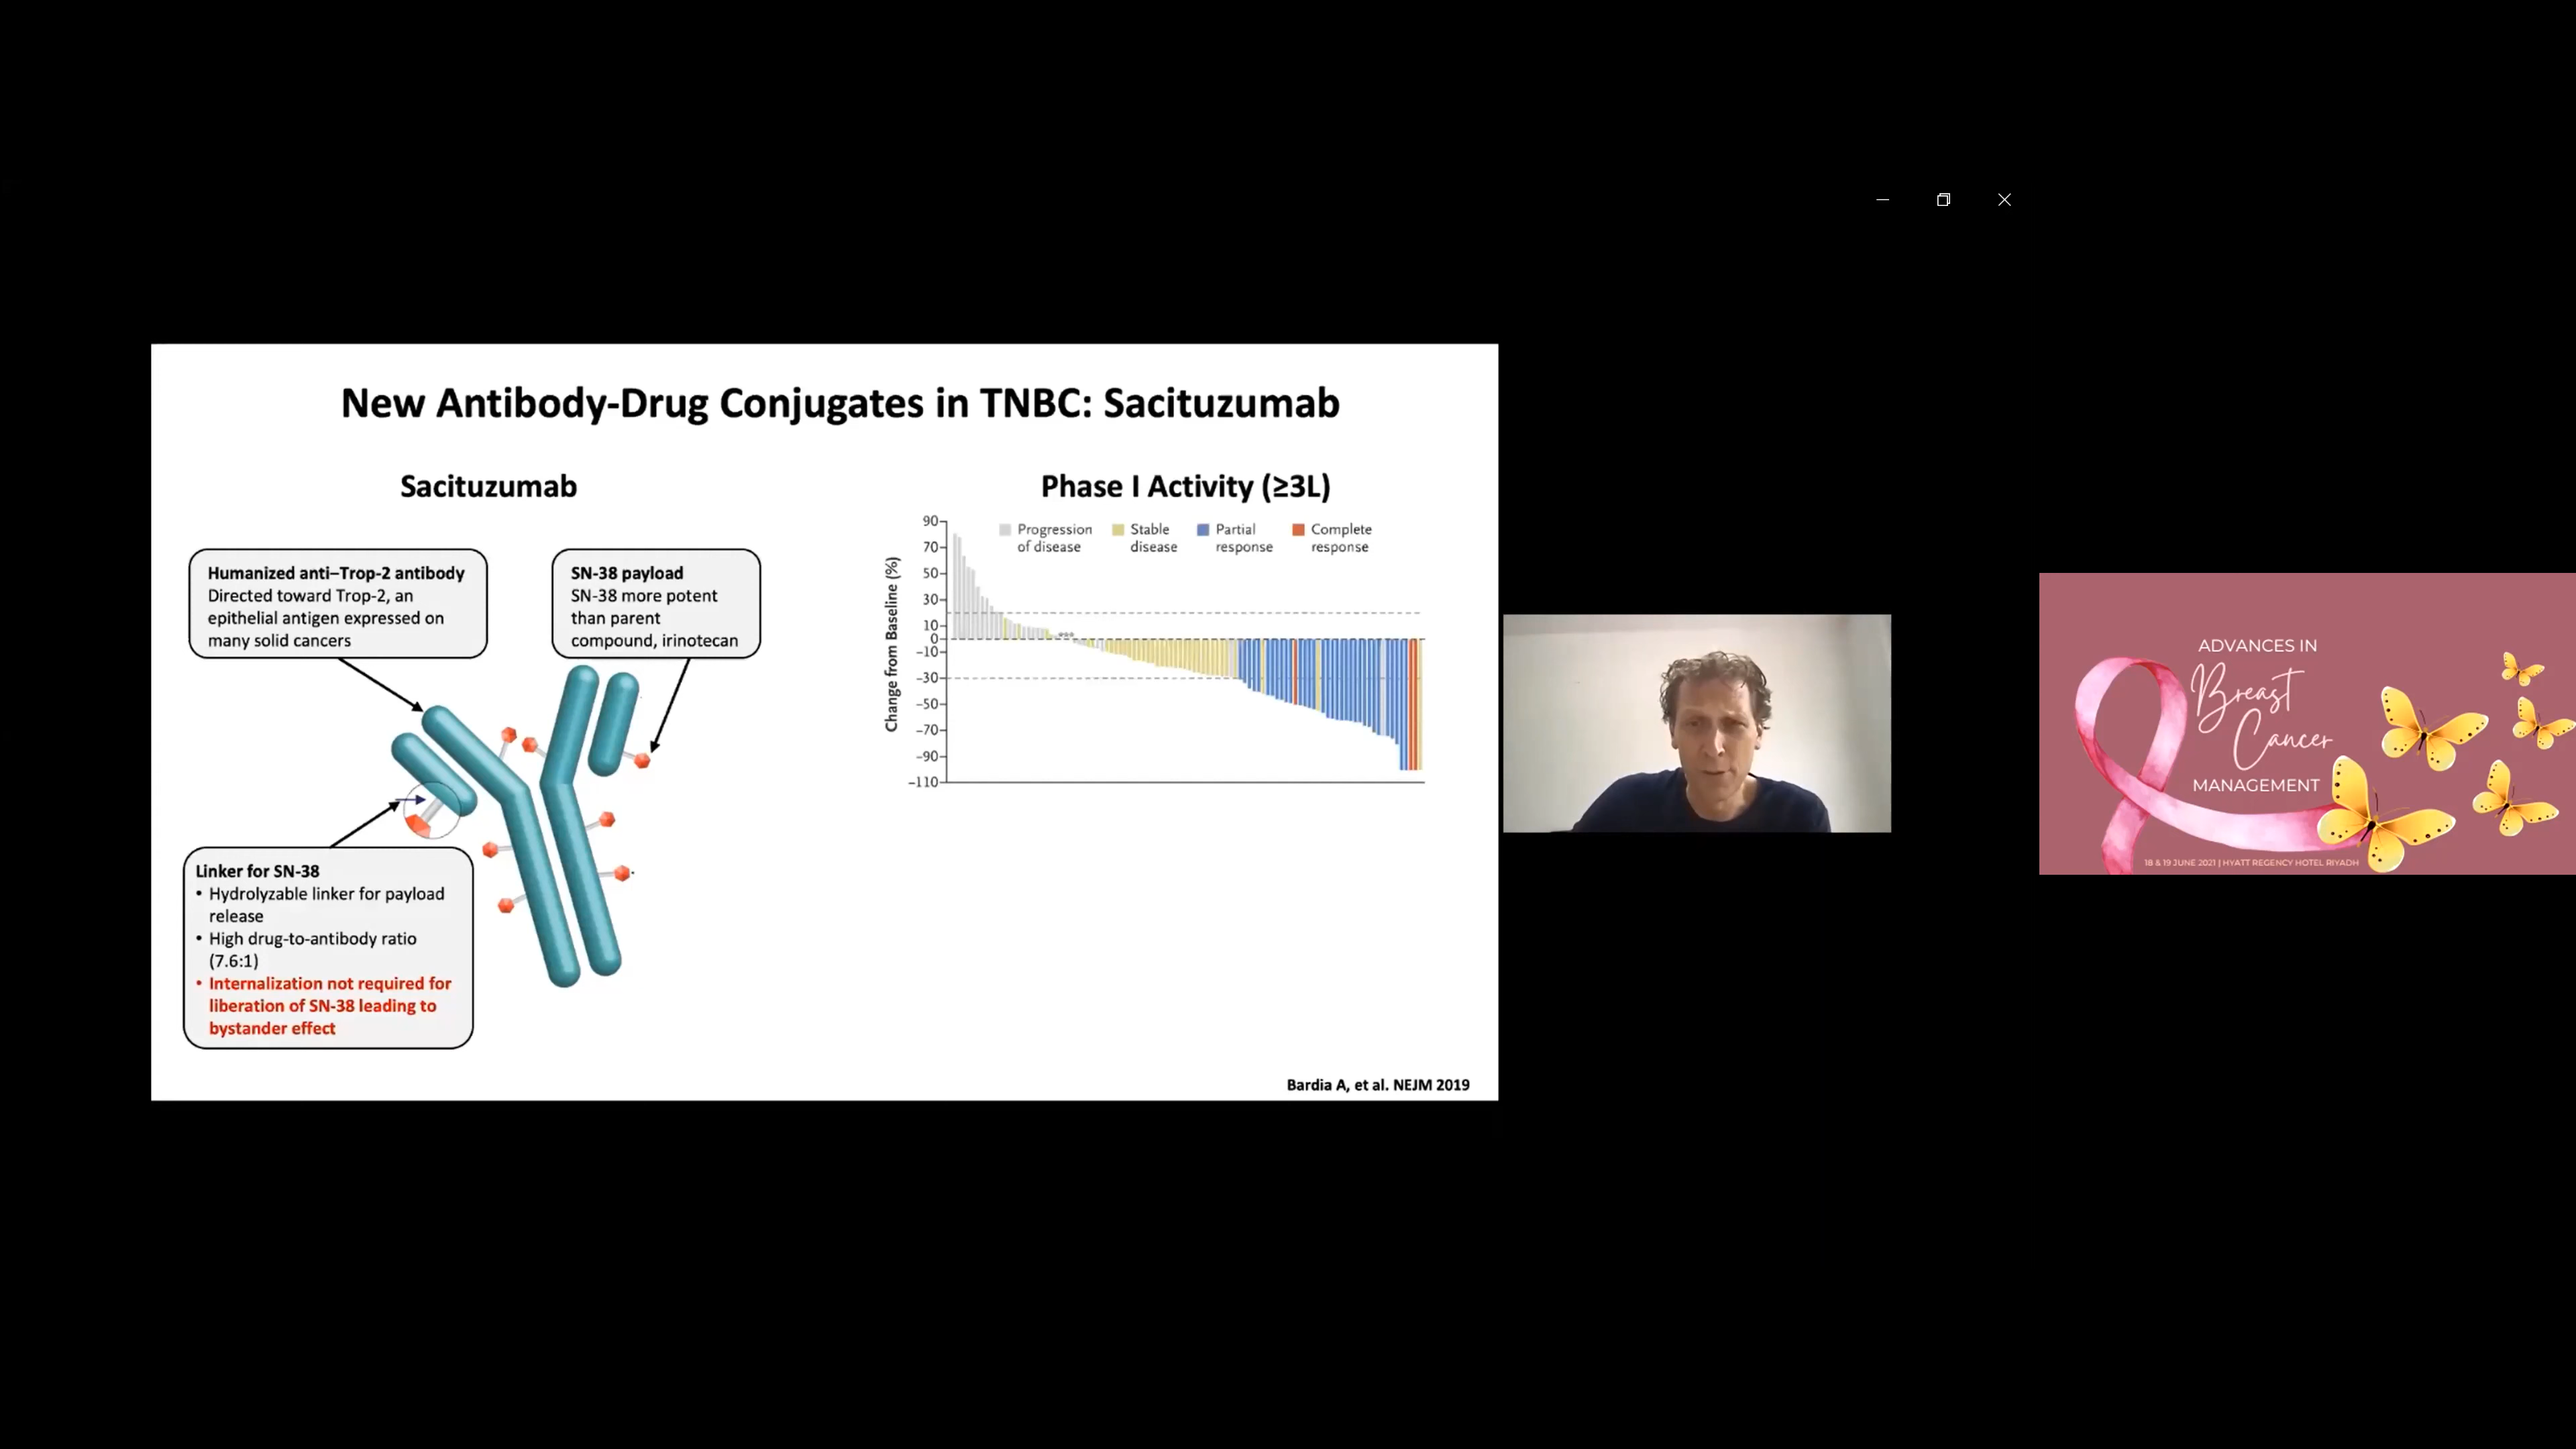 New Antibody-Drug Conjugates in TNBC: Sacituzumab
Sacituzumab
Humanized anti–Trop-2 antibody
Directed toward Trop-2, an
epithelial antigen expressed on
many solid cancers
SN-38 payload
SN-38 more potent
than parent
compound, irinotecan
Linker for SN-38
• Hydrolyzable linker for payload
release
• High drug-to-antibody ratio
(7.6:1)
• Internalization not required for
liberation of SN-38 leading to
bystander effect
Phase I Activity (≥3L)
Progression
of disease
Stable
disease
Partial
response
Complete
response
Change from Baseline (%)
90
70
50
30
10
0
−10
−30
−50
−70
−90
−110
***
Bardia A, et al. NEJM 2019
ADVANCES IN
Breast
Cancer
MANAGEMENT
18 & 19 JUNE 2021 | HYATT REGENCY HOTEL RIYADH